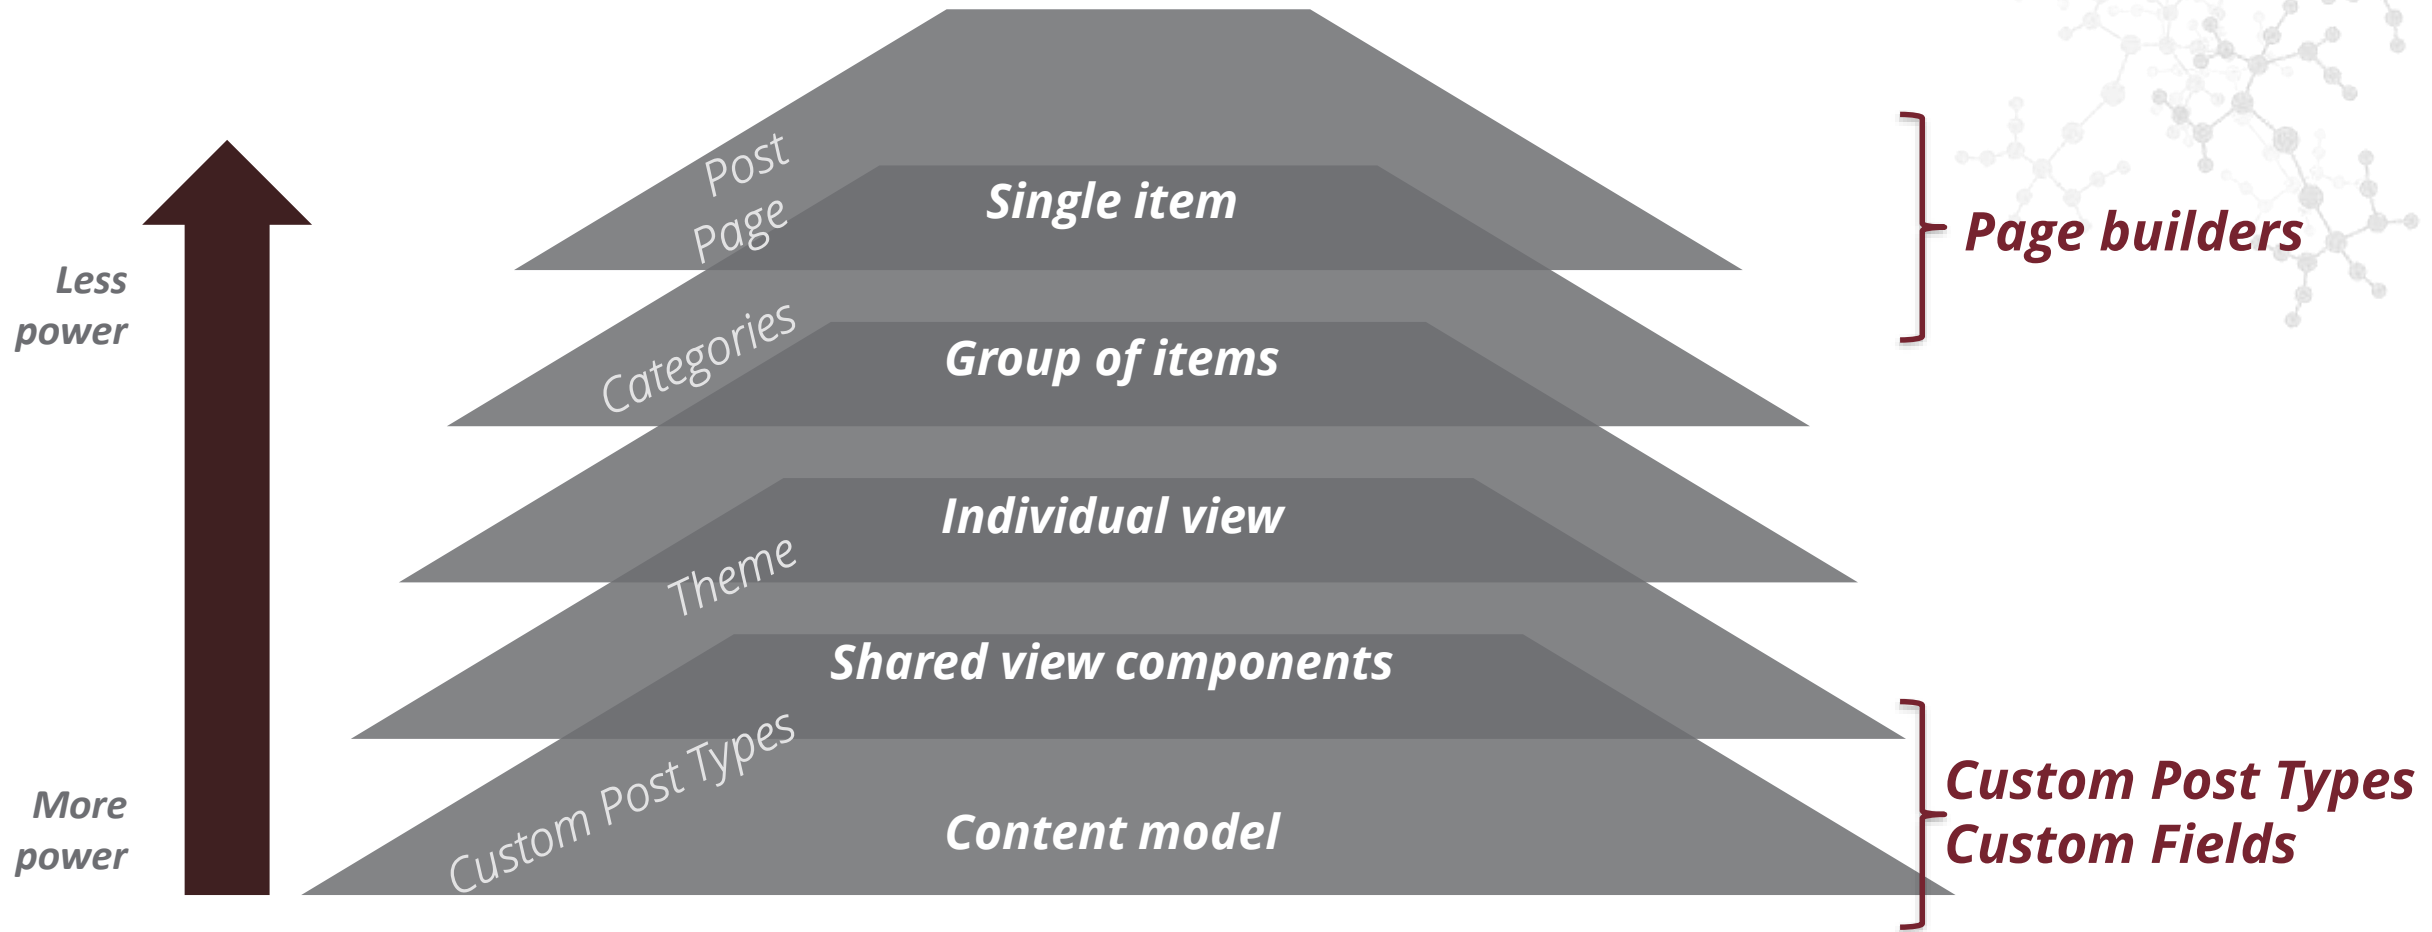 Post
Page
Single item
Page builders
Less
power
Categories
Group of items
Individual view
Theme
Shared view components
Custom Post Types
More
power
Content model
Custom Post Types
Custom Fields